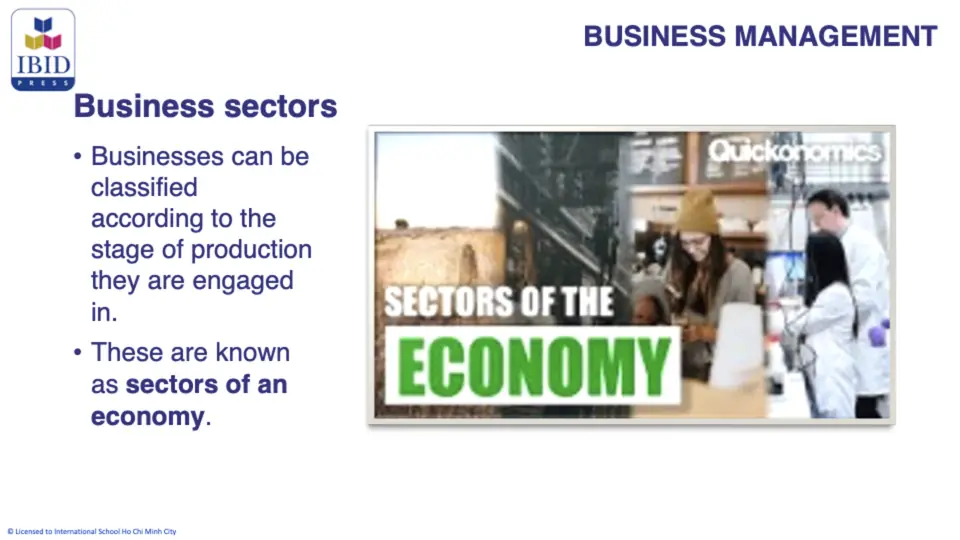 IBID
PRESS
BUSINESS MANAGEMENT
Business sectors
• Businesses can be
classified
according to the
stage of production
they are engaged
in.
• These are known
as sectors of an
economy.
Quickonomics
SECTORS OF THE
ECONOMY
© Licensed to International School Ho Chi Minh City